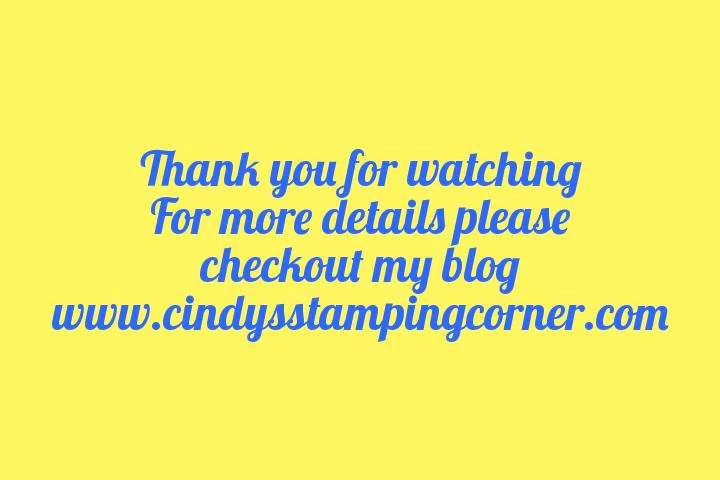 Thank you for watching
For more details please
checkout my blog
www.cindysstampingcorner.com